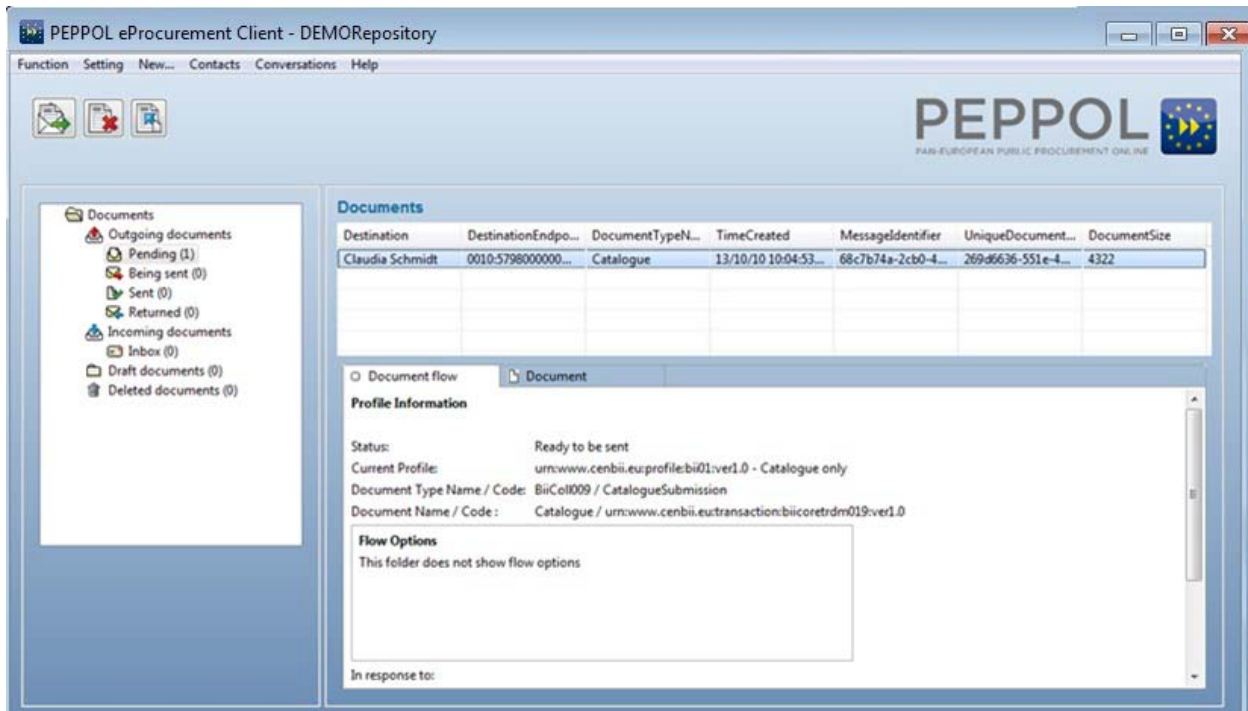 PEPPOL eProcurement Client - DEMORepository
Function Setting New... Contacts Conversations Help
PEPPOL
PAN-EUROPEAN PUBLIC PROCUREMENT ONLINE
Documents
Outgoing documents
Pending (1)
Being sent (0)
Sent (0)
Returned (0)
Incoming documents
Inbox (0)
Draft documents (0)
Deleted documents (0)
Documents
Destination DestinationEndpo... DocumentTypeN... TimeCreated MessageIdentifier UniqueDocument... DocumentSize
Claudia Schmidt 0010:5798000000... Catalogue 13/10/10 10:04:53... 68c7b74a-2cb0-4... 269d6636-551e-4... 4322
Document flow Document
Profile Information
Status: Ready to be sent
Current Profile: urn:www.cenbii.eu:profile:bii01:ver1.0 - Catalogue only
Document Type Name / Code: BiiColl009 / CatalogueSubmission
Document Name / Code : Catalogue / urn:www.cenbii.eu:transaction:biicoretrdm019:ver1.0
Flow Options
This folder does not show flow options
In response to: